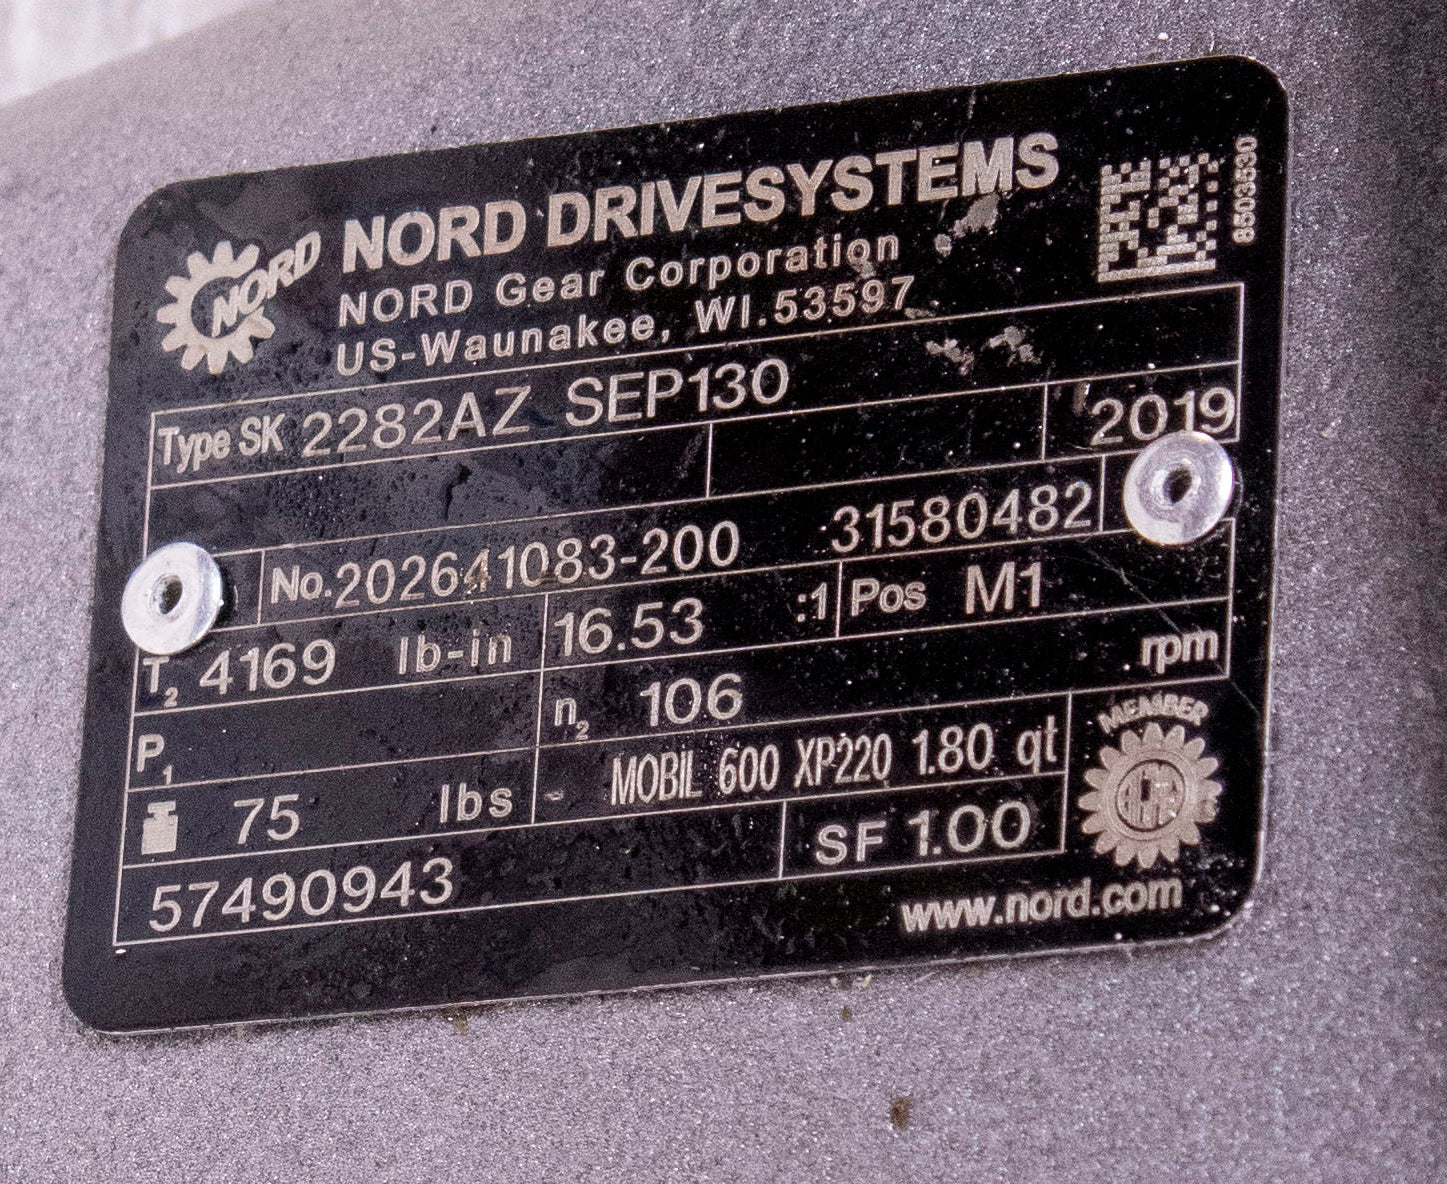 NORD
NORD DRIVESYSTEMS
NORD Gear Corporation
US-Waunakee, WI.53597
8503530
Type SK 2282AZ SEP130
2019
No. 202641083-200 31580482
T2 4169 lb-in 16.53 :1 Pos M1
P1 n2 106 rpm
75 lbs MOBIL 600 XP220 1.80 qt
57490943 SF 1.00
MEMBER
www.nord.com